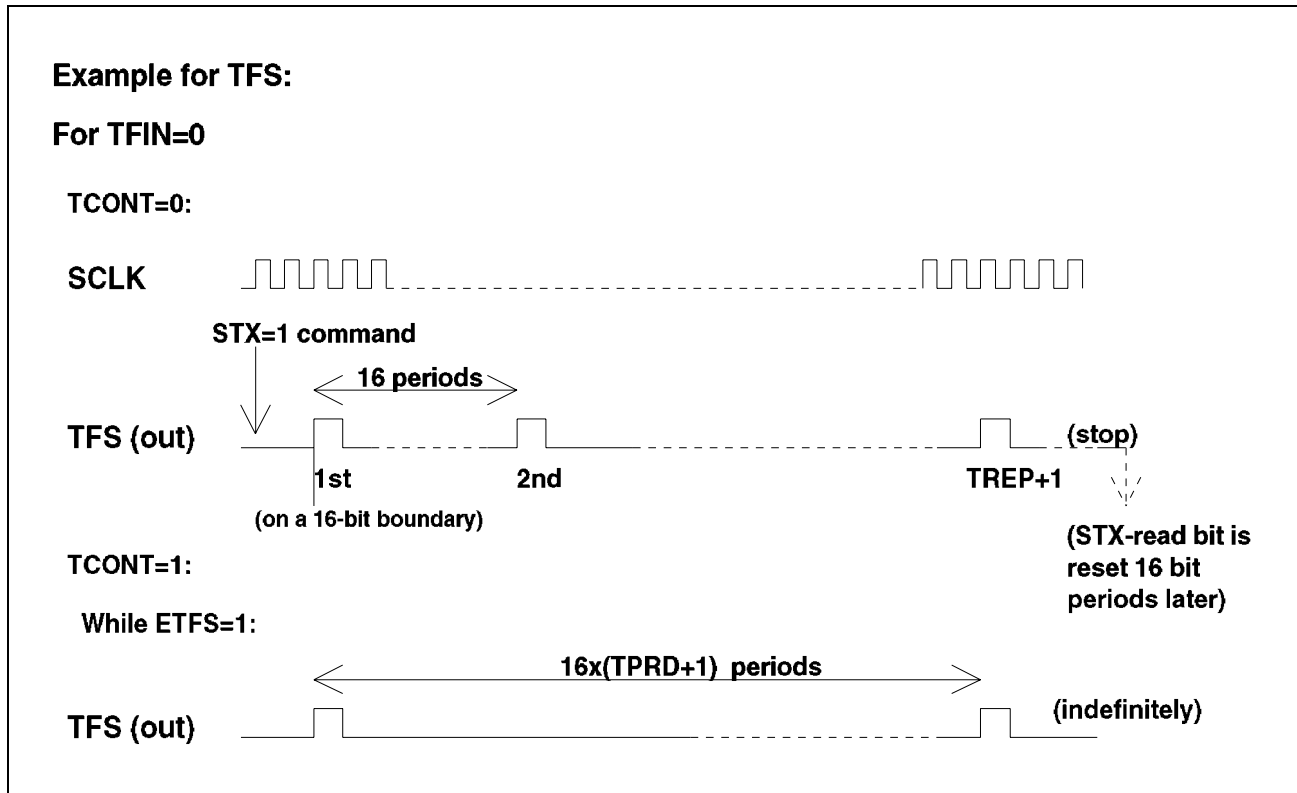 Example for TFS:
For TFIN=0
TCONT=0:
SCLK
STX=1 command
16 periods
TFS (out)
(stop)
1st
2nd
TREP+1
(on a 16-bit boundary)
(STX-read bit is
reset 16 bit
periods later)
TCONT=1:
While ETFS=1:
16x(TPRD+1) periods
TFS (out)
(indefinitely)